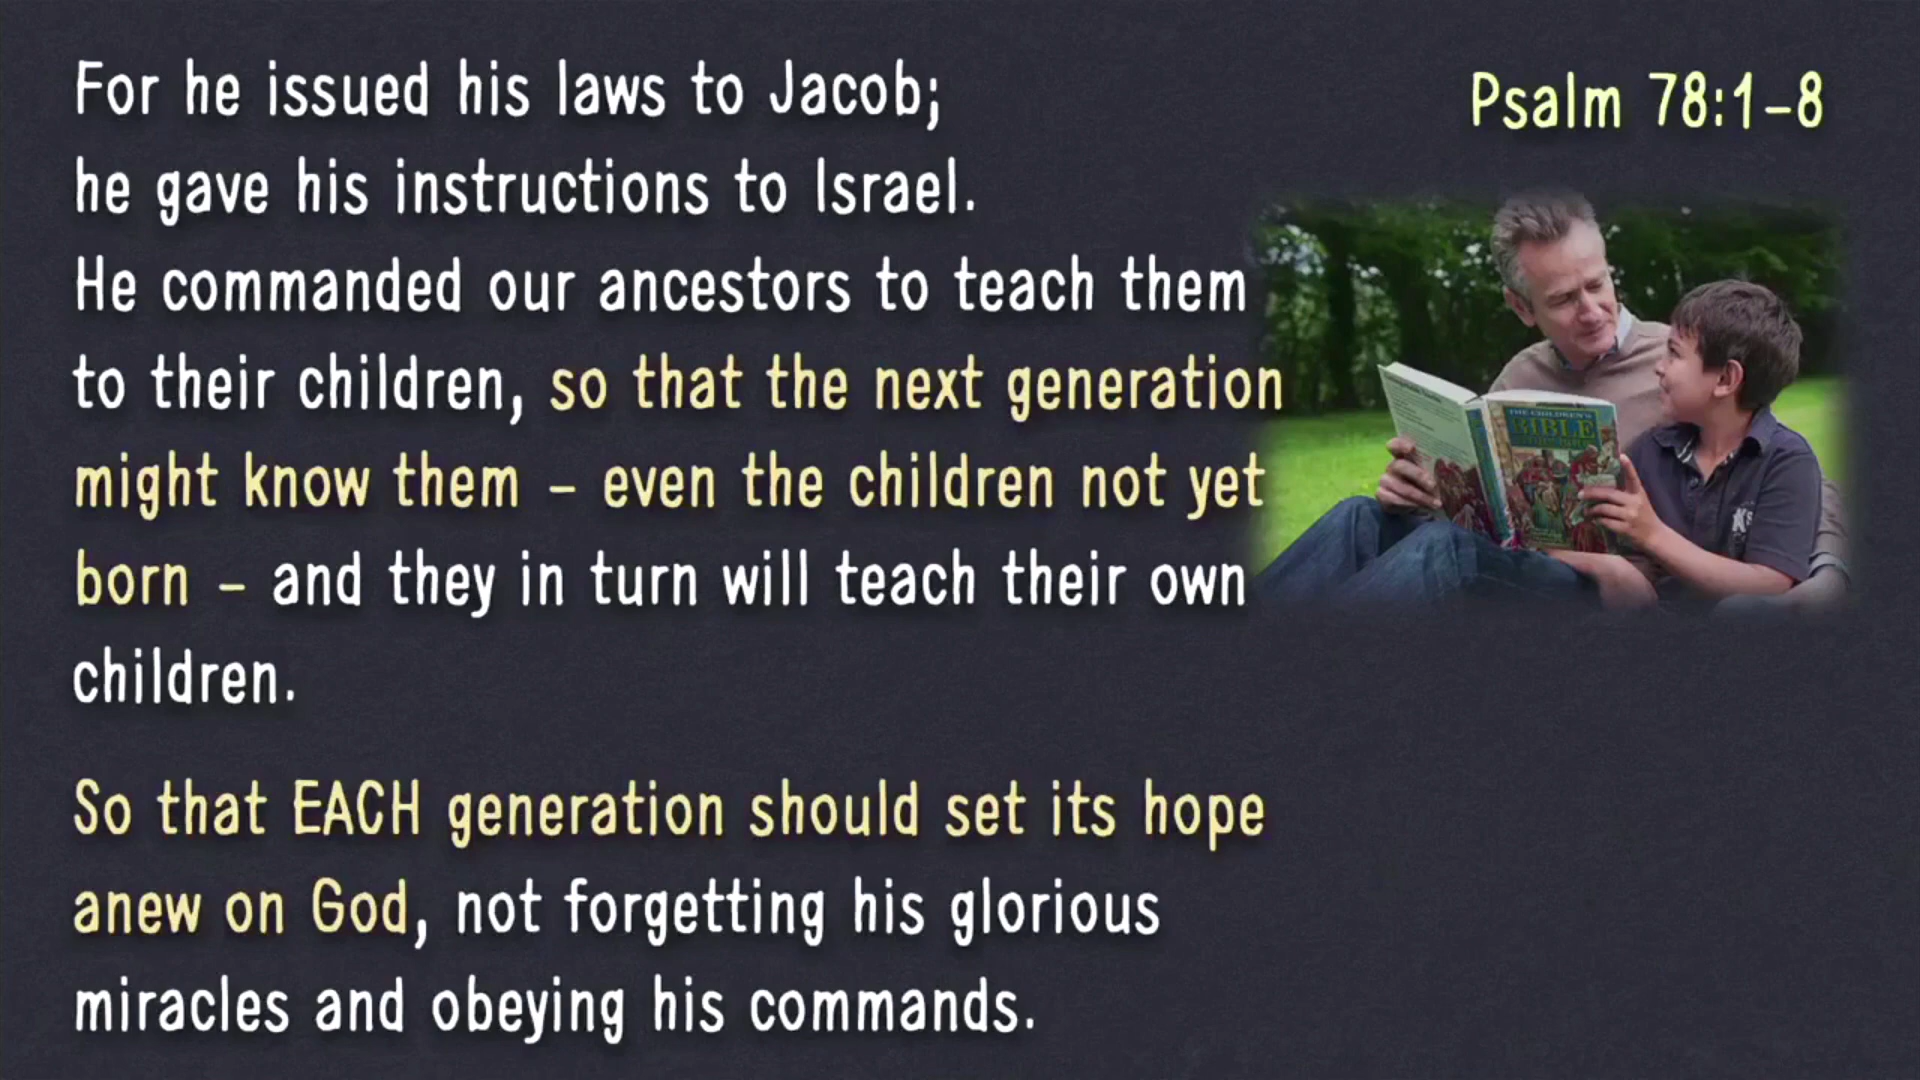 For he issued his laws to Jacob;
he gave his instructions to Israel.
He commanded our ancestors to teach them
to their children, so that the next generation
might know them – even the children not yet
born – and they in turn will teach their own
children.
So that EACH generation should set its hope
anew on God, not forgetting his glorious
miracles and obeying his commands.
Psalm 78:1–8
THE CHILDREN'S
BIBLE